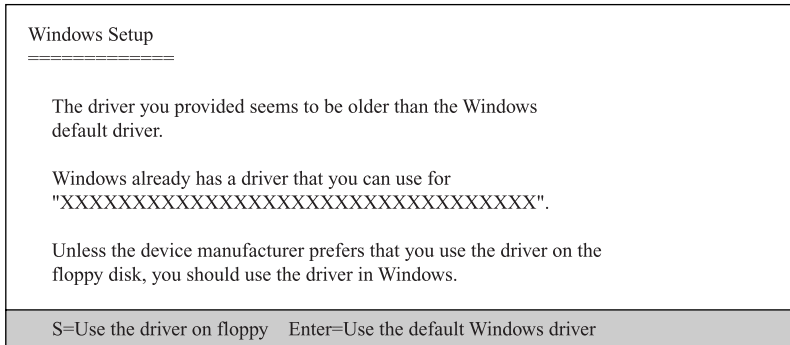 Windows Setup
=============
The driver you provided seems to be older than the Windows
default driver.
Windows already has a driver that you can use for
"XXXXXXXXXXXXXXXXXXXXXXXXXXXXXXXXXX".
Unless the device manufacturer prefers that you use the driver on the
floppy disk, you should use the driver in Windows.
S=Use the driver on floppy    Enter=Use the default Windows driver